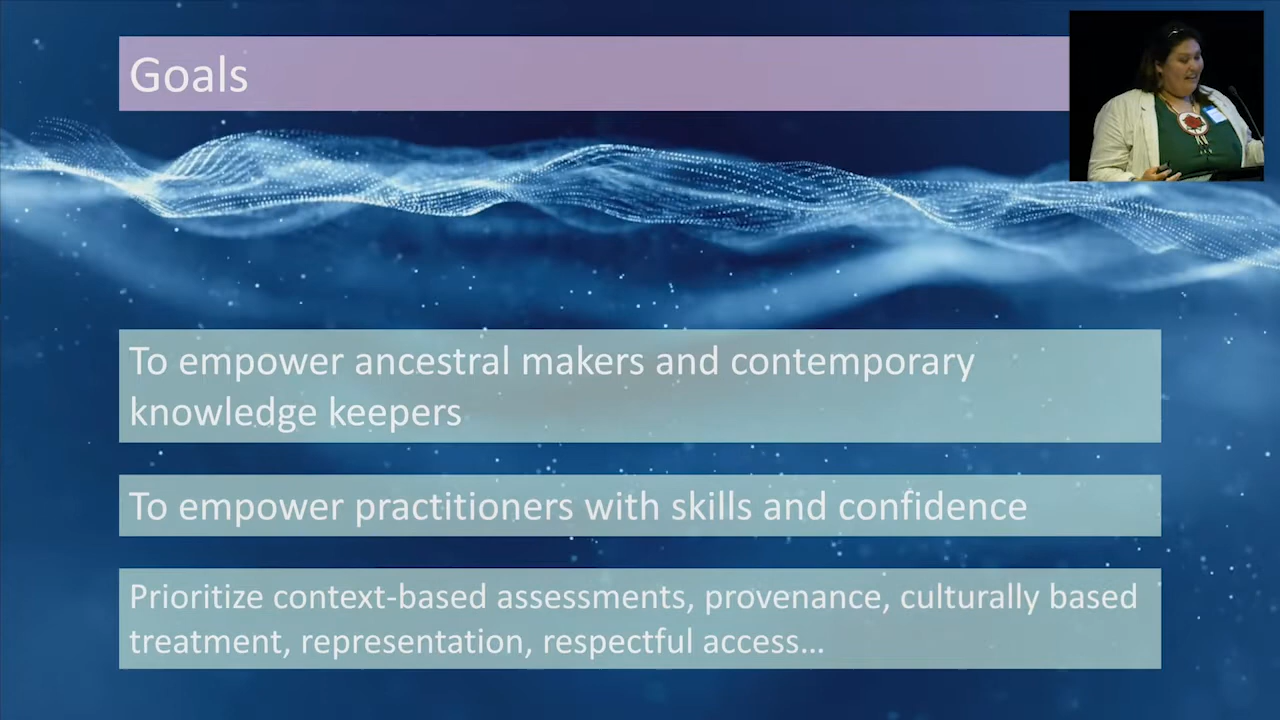 Goals
To empower ancestral makers and contemporary
knowledge keepers
To empower practitioners with skills and confidence
Prioritize context-based assessments, provenance, culturally based
treatment, representation, respectful access...